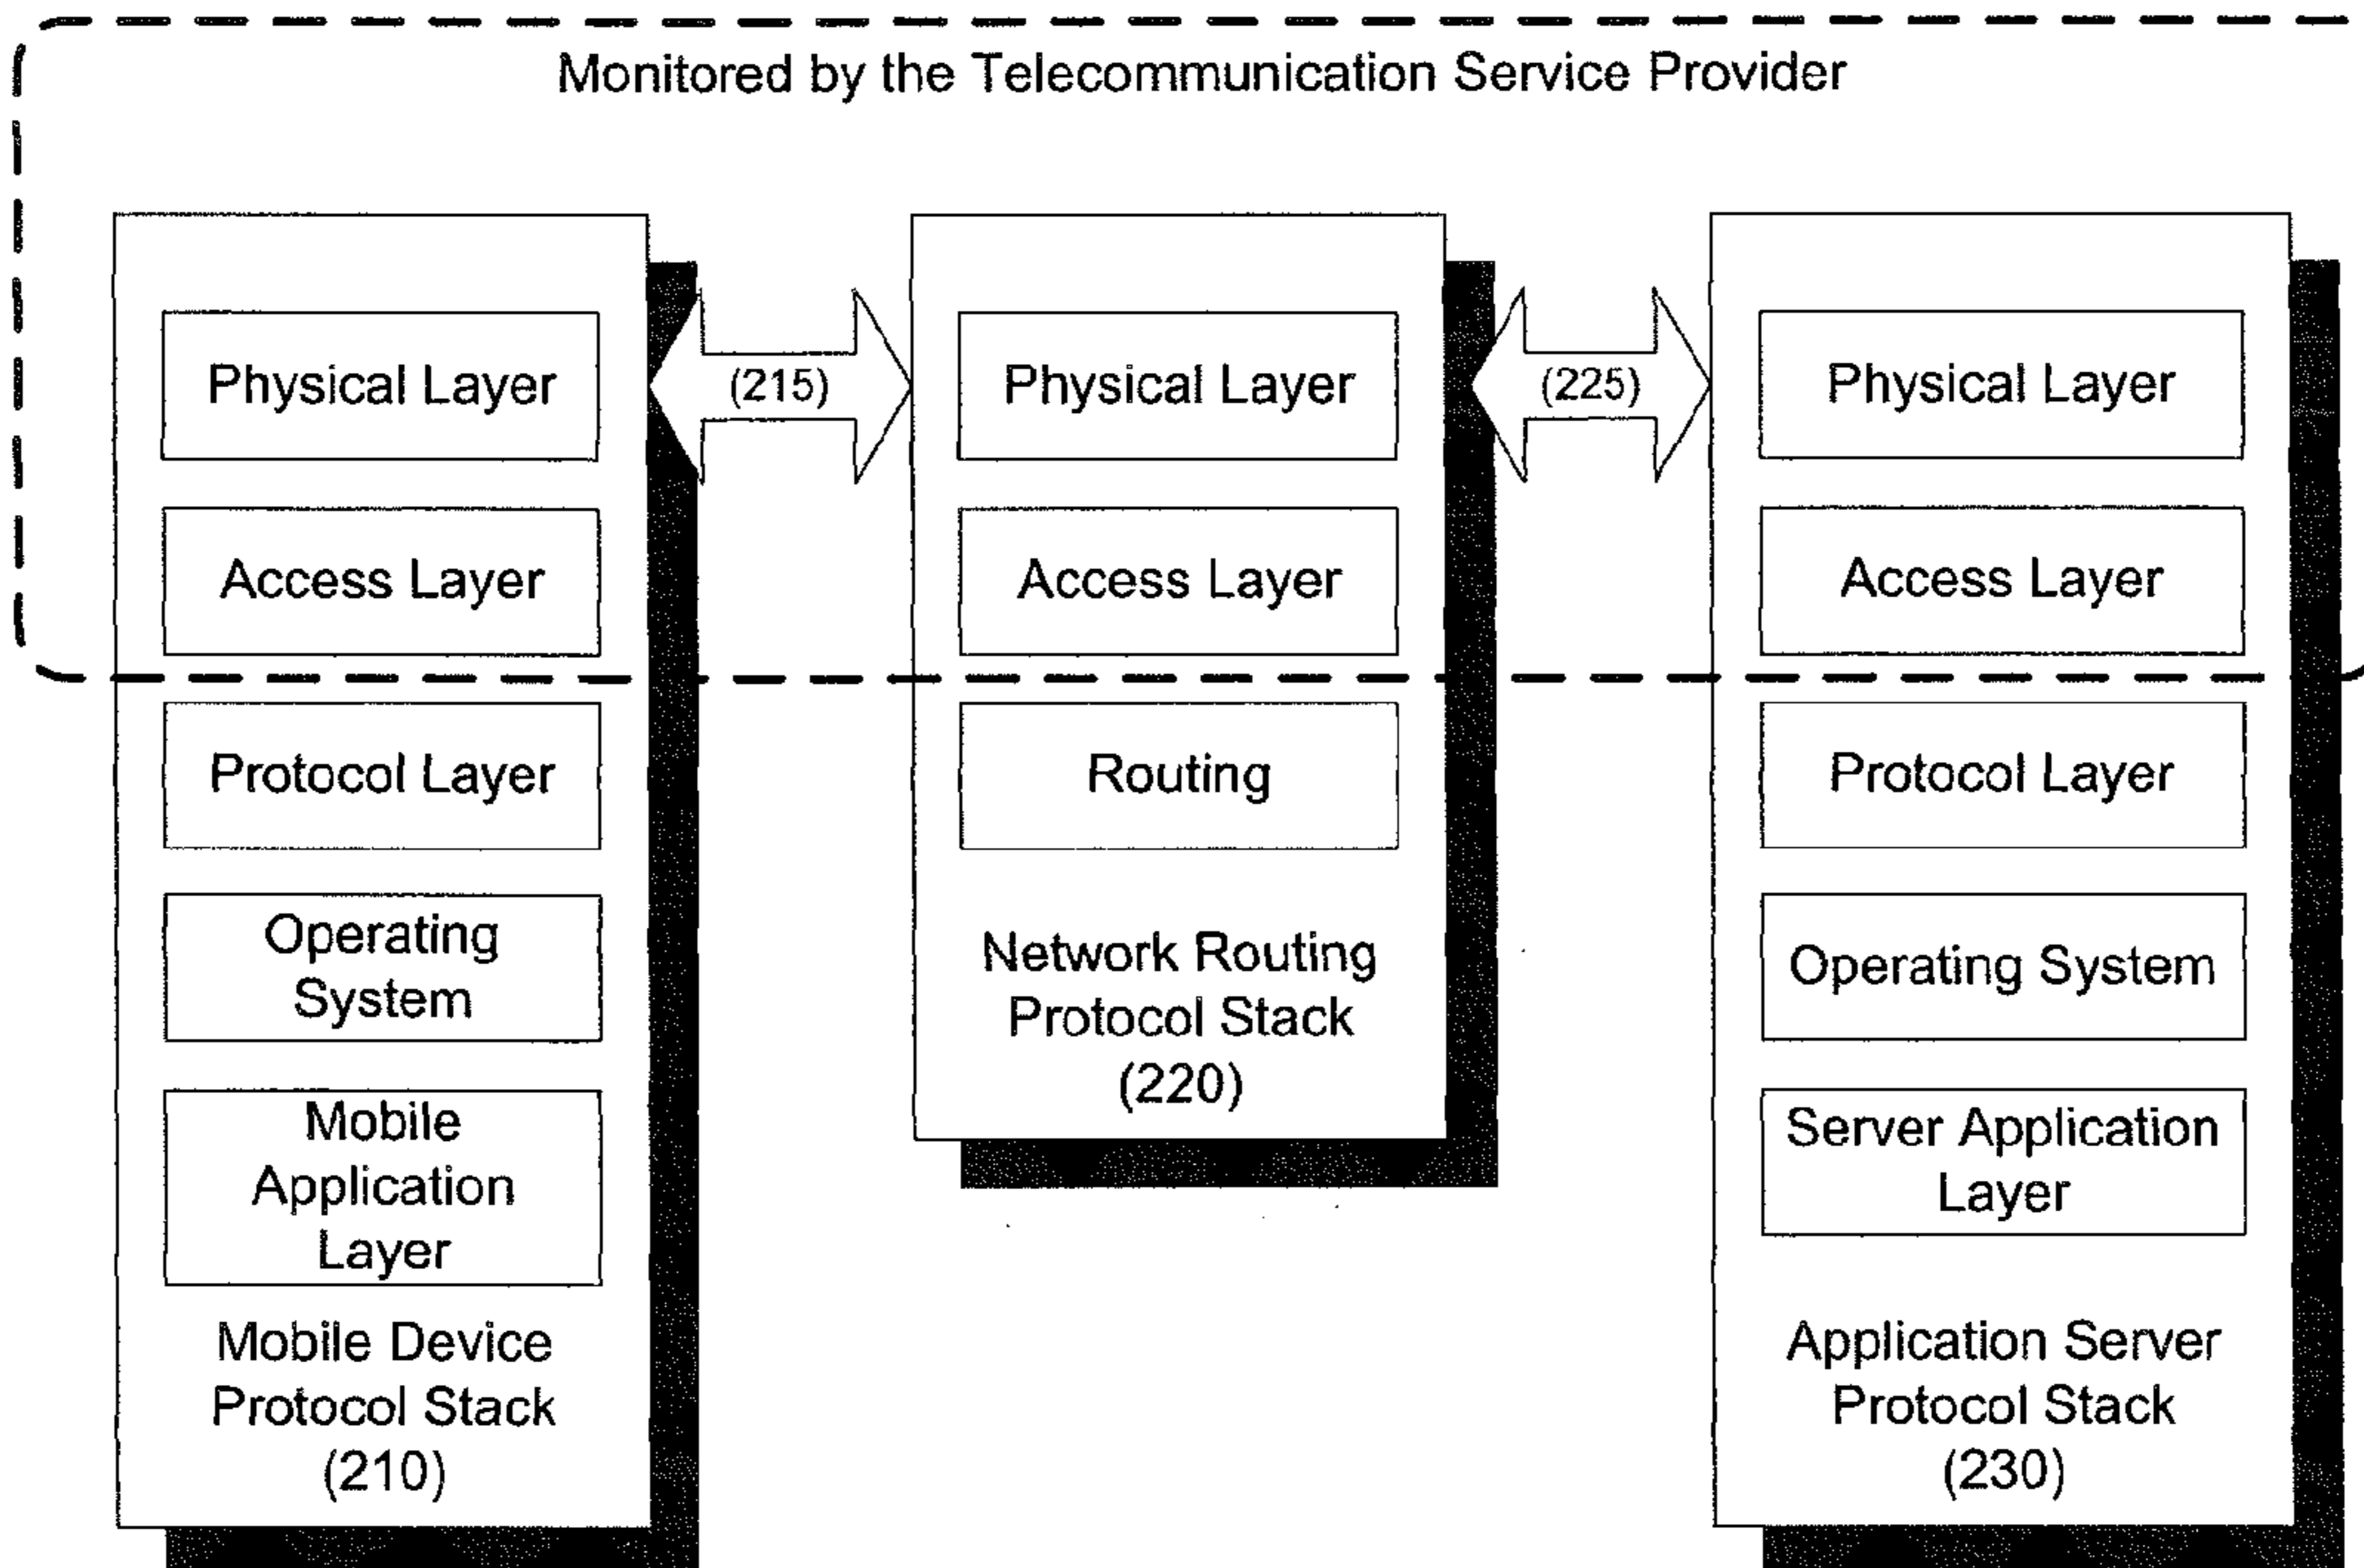 Monitored by the Telecommunication Service Provider
Physical Layer
Access Layer
Protocol Layer
Operating
System
Mobile
Application
Layer
Mobile Device
Protocol Stack
(210)
(215)
Physical Layer
Access Layer
Routing
Network Routing
Protocol Stack
(220)
(225)
Physical Layer
Access Layer
Protocol Layer
Operating System
Server Application
Layer
Application Server
Protocol Stack
(230)